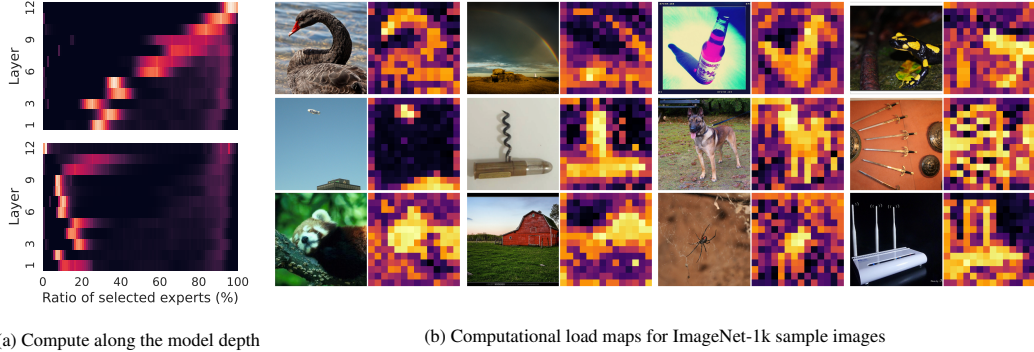 12
9
6
3
1
Layer
12
9
6
3
1
Layer
0 20 40 60 80 100
Ratio of selected experts (%)
a) Compute along the model depth
(b) Computational load maps for ImageNet-1k sample images